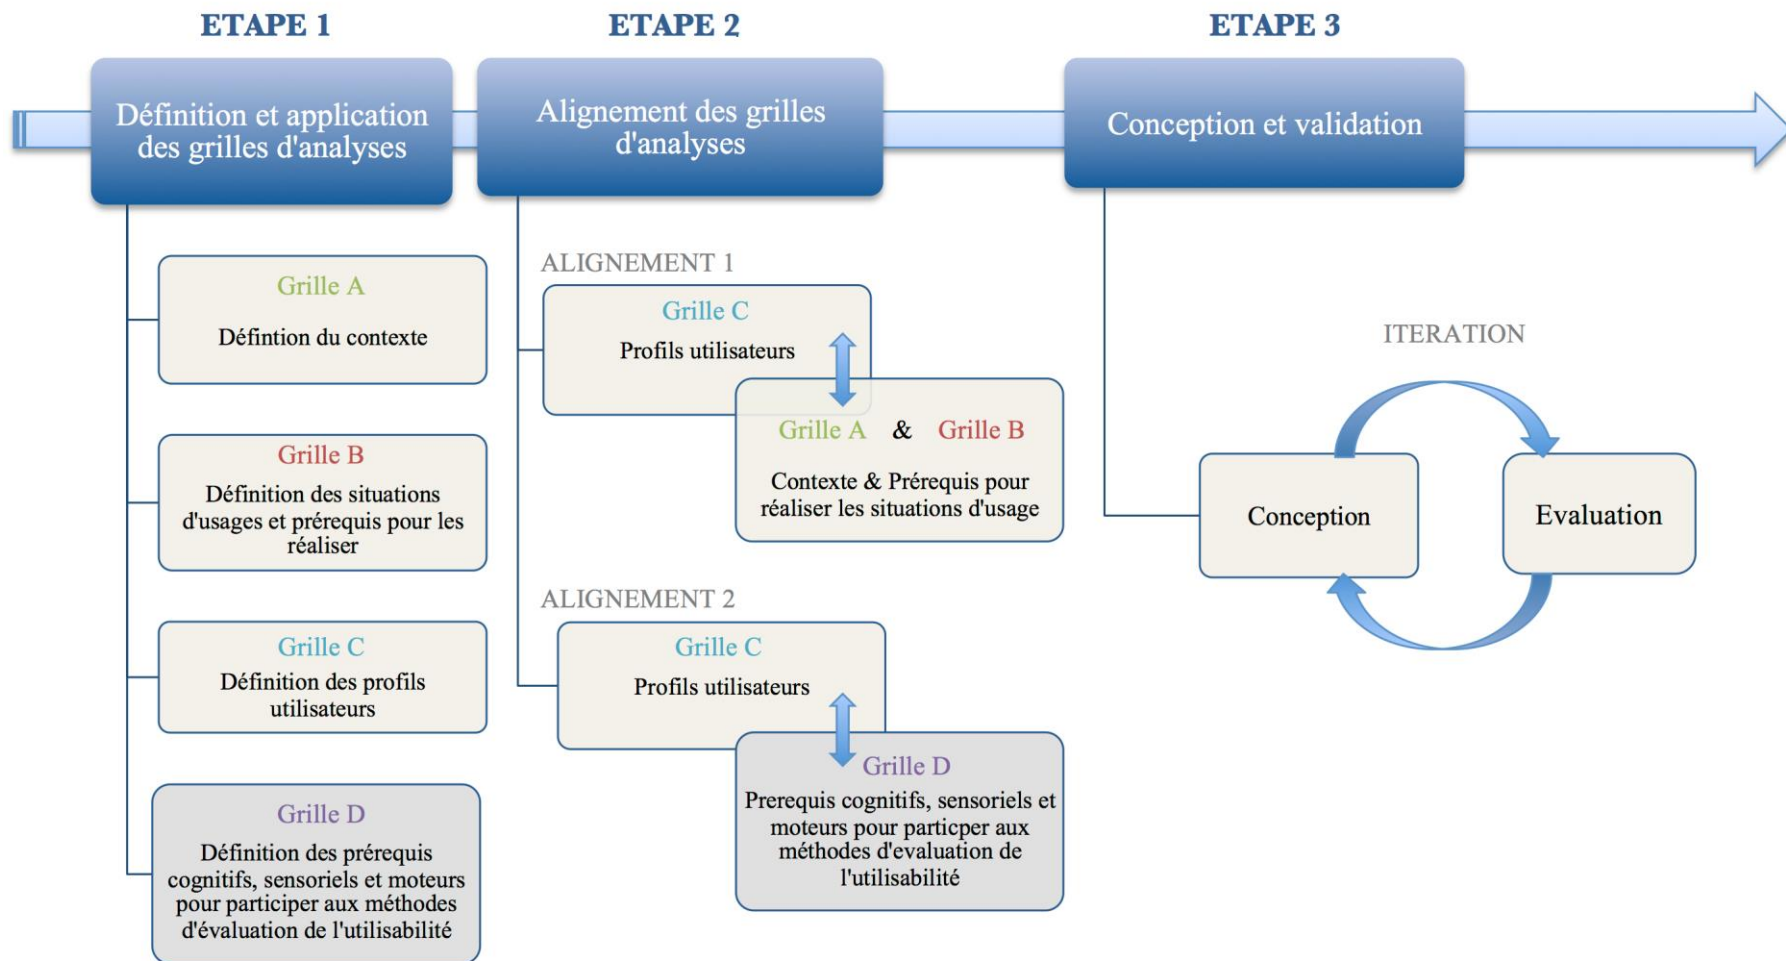 ETAPE 1
Définition et application
des grilles d'analyses
Grille A
Défintion du contexte
Grille B
Définition des situations
d'usages et prérequis pour les
réaliser
Grille C
Définition des profils
utilisateurs
Grille D
Définition des prérequis
cognitifs, sensoriels et moteurs
pour participer aux méthodes
d'évaluation de l'utilisabilité
ETAPE 2
Alignement des grilles
d'analyses
ALIGNEMENT 1
Grille C
Profils utilisateurs
Grille A & Grille B
Contexte & Prérequis pour
réaliser les situations d'usage
ALIGNEMENT 2
Grille C
Profils utilisateurs
Grille D
Prerequis cognitifs, sensoriels et
moteurs pour particper aux
méthodes d'evaluation de
l'utilisabilité
ETAPE 3
Conception et validation
ITERATION
Conception
Evaluation